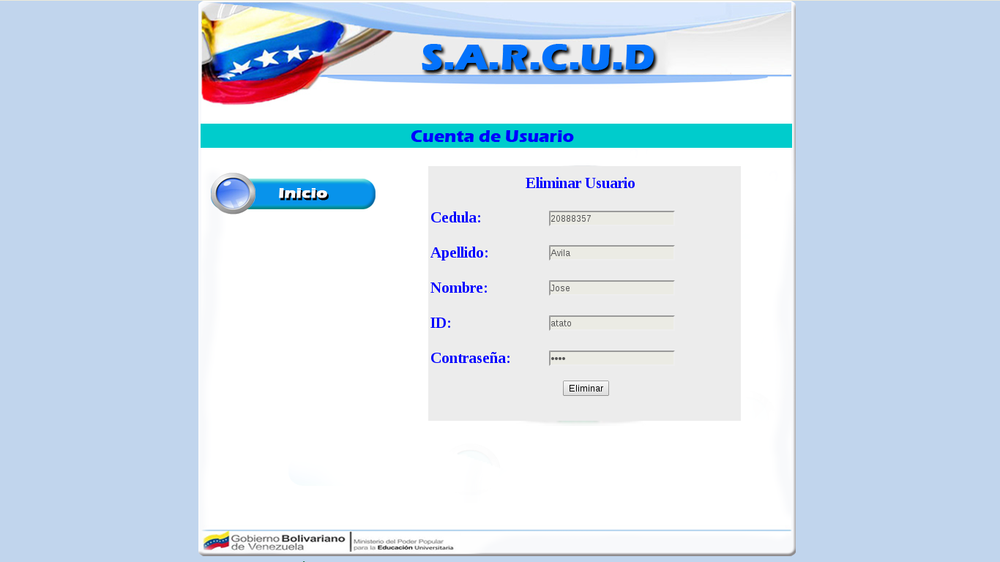 S.A.R.C.U.D
Cuenta de Usuario
Inicio
Eliminar Usuario
Cedula: 20888357
Apellido: Avila
Nombre: Jose
ID: atato
Contraseña: ••••
Eliminar
Gobierno Bolivariano
de Venezuela
Ministerio del Poder Popular
para la Educación Universitaria